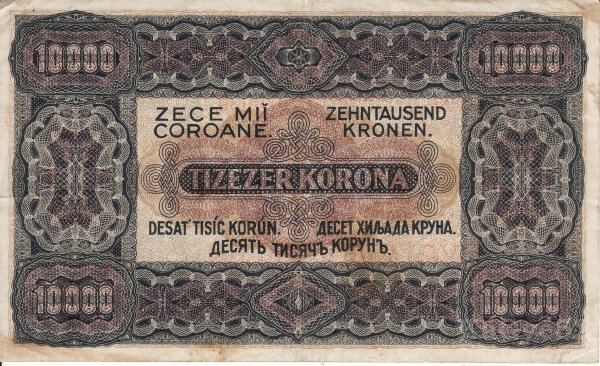 10000 10000
ZECE MIĬ ZEHNTAUSEND
COROANE. KRONEN.
TIZEZER KORONA
DESAŤ TISÍC KORÚN. ДЕСЕТ ХИЉАДА КРУНА.
ДЕСЯТЬ ТИСЯЧЪ КОРУНЪ.
10000 10000